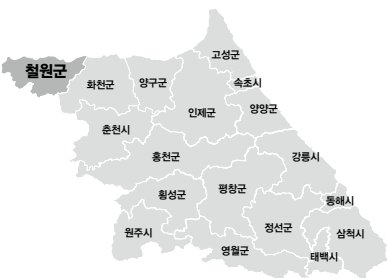 고성군
철원군
속초시
화천군
양구군
양양군
인제군
춘천시
홍천군
강릉시
횡성군
평창군
동해시
정선군
원주시
삼척시
영월군
태백시